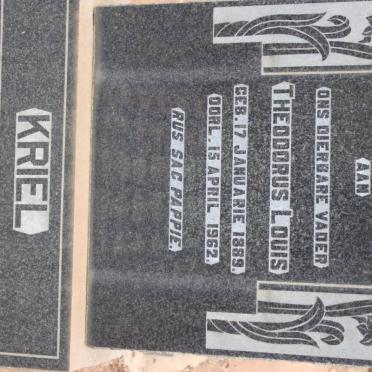 AAN
ONS DIERBARE VADER
THEODORUS LOUIS
GEB. 17 JANUARIE 1889.
OORL. 15 APRIL 1962.
RUS SAG PAPPIE
KRIEL